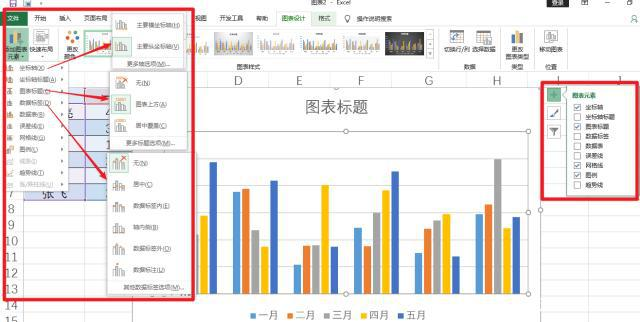 图表2 - Excel
登录
文件
开始
插入
页面布局
视图
开发工具
帮助
图表设计
格式
操作说明搜索
添加图表
元素
快速布局
更改
颜色
图表样式
切换行/列
选择数据
数据
更改
图表类型
类型
移动图表
位置
坐标轴(X)
坐标轴标题(A)
图表标题(C)
数据标签(D)
数据表(B)
误差线(E)
网格线(G)
图例(L)
线条(I)
趋势线(T)
涨/跌柱线(U)
主要横坐标轴(H)
主要纵坐标轴(V)
更多轴选项(M)...
无(N)
图表上方(A)
居中覆盖(C)
更多标题选项(M)...
无(N)
居中(C)
数据标签内(E)
轴内侧(B)
数据标签外(O)
数据标注(U)
其他数据标签选项(M)...
D
E
F
G
H
I
J
图表标题
图表元素
坐标轴
坐标轴标题
图表标题
数据标签
数据表
误差线
网格线
图例
趋势线
张飞
7
8
9
10
11
12
13
14
15
一月
二月
三月
四月
五月